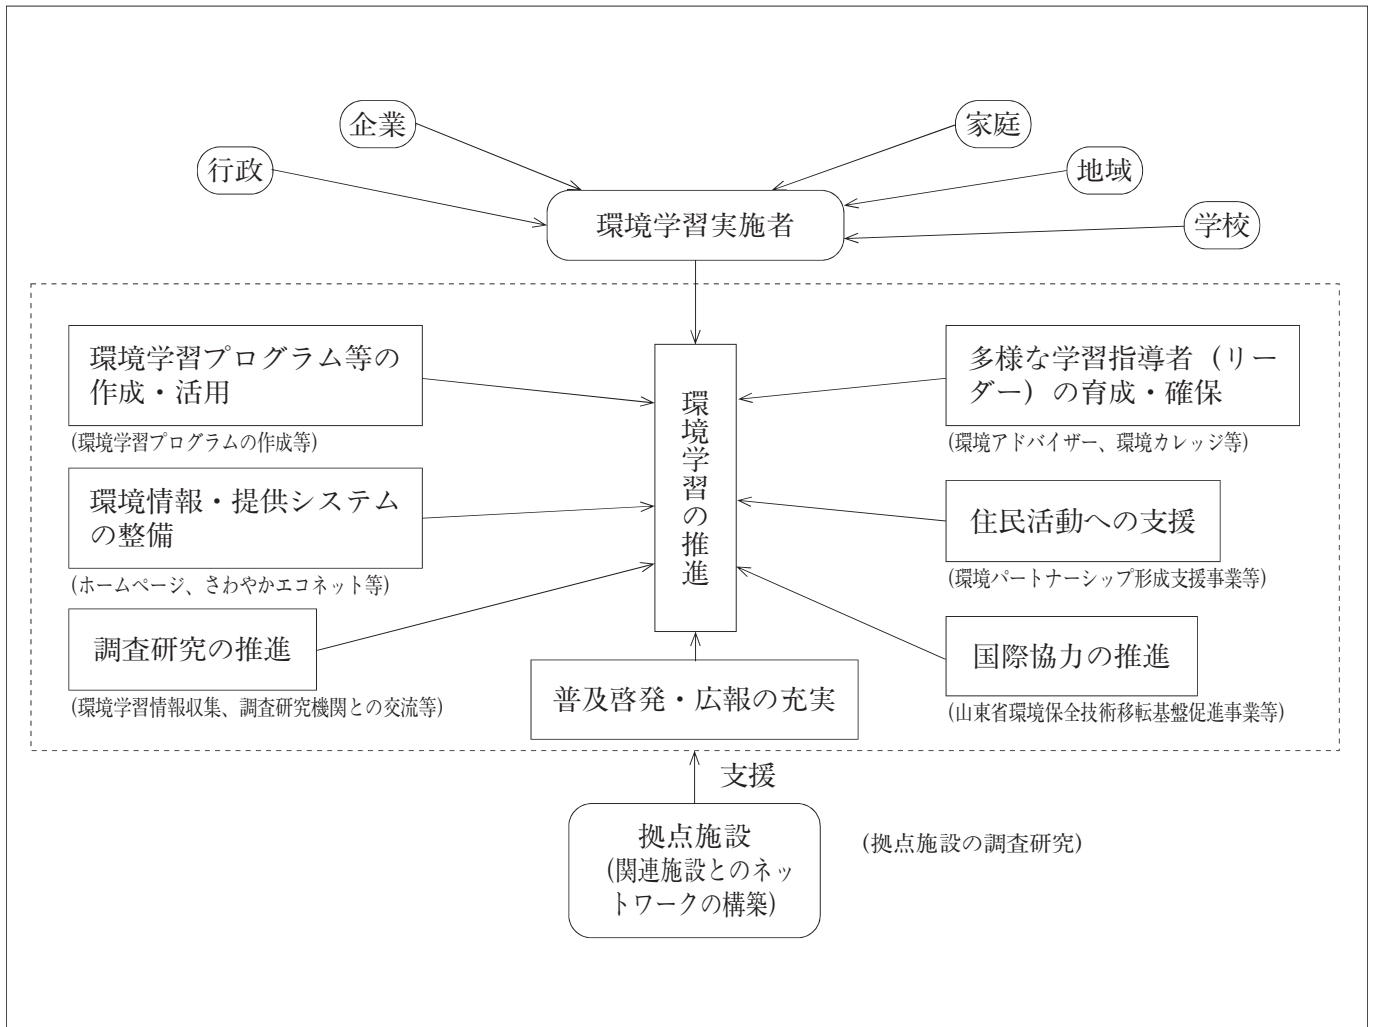 企業
家庭
行政
地域
学校
環境学習実施者
環境学習プログラム等の
作成・活用
(環境学習プログラムの作成等)
環境情報・提供システム
の整備
(ホームページ、さわやかエコネット等)
調査研究の推進
(環境学習情報収集、調査研究機関との交流等)
環境学習の推進
多様な学習指導者（リー
ダー）の育成・確保
(環境アドバイザー、環境カレッジ等)
住民活動への支援
(環境パートナーシップ形成支援事業等)
国際協力の推進
(山東省環境保全技術移転基盤促進事業等)
普及啓発・広報の充実
支援
拠点施設
(関連施設とのネッ
トワークの構築)
(拠点施設の調査研究)